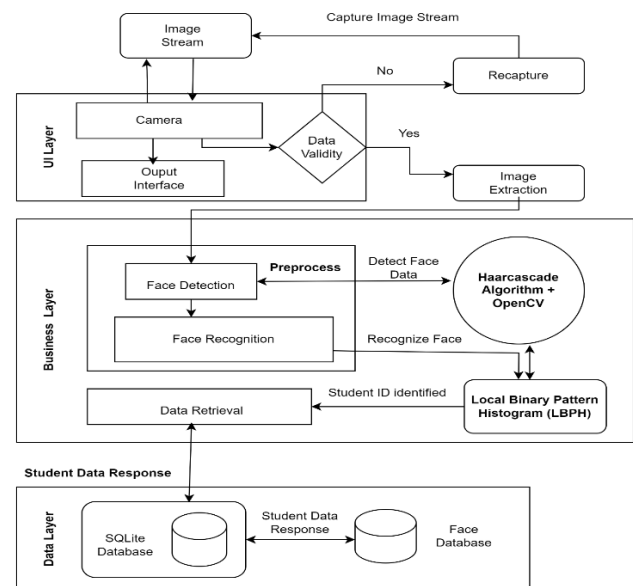 Capture Image Stream
Image
Stream
No
Recapture
UI Layer
Camera
Data
Validity
Yes
Ouput
Interface
Image
Extraction
Business Layer
Preprocess
Face Detection
Detect Face
Data
Haarcascade
Algorithm +
OpenCV
Face Recognition
Recognize Face
Student ID identified
Local Binary Pattern
Histogram (LBPH)
Data Retrieval
Student Data Response
Data Layer
SQLite
Database
Student Data
Response
Face
Database